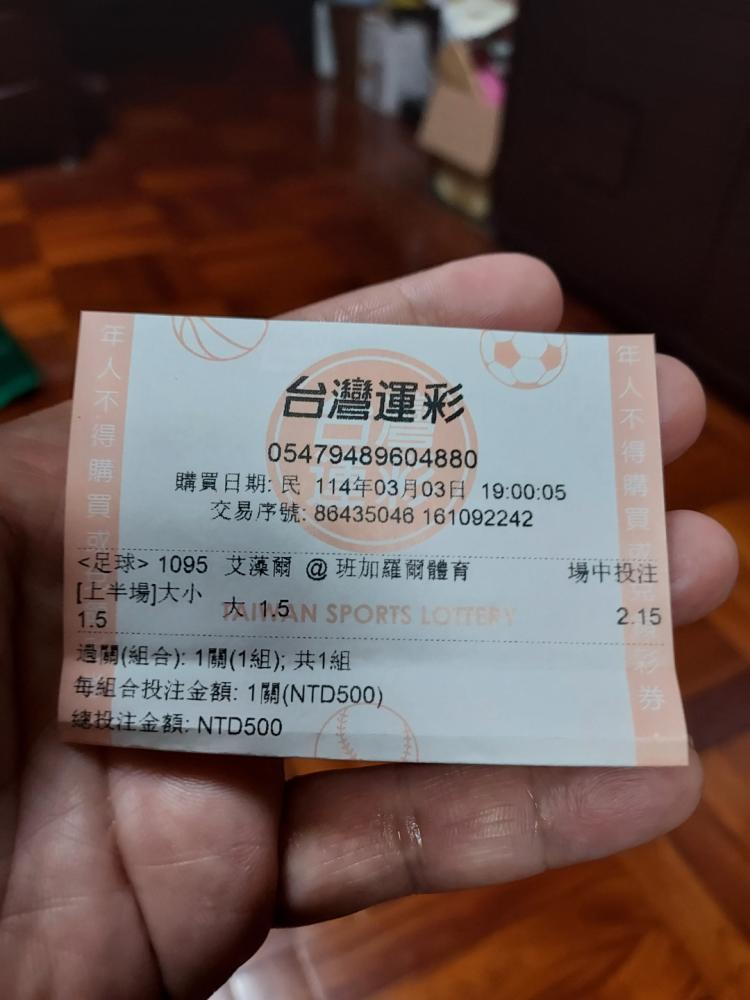 台灣運彩
05479489604880
購買日期: 民 114年03月03日 19:00:05
交易序號: 86435046 161092242
<足球> 1095 艾藻爾 @ 班加羅爾體育 場中投注
[上半場]大小
1.5 大 1.5 2.15
TAIWAN SPORTS LOTTERY
過關(組合): 1關(1組); 共1組
每組合投注金額: 1關(NTD500)
總投注金額: NTD500
年人不得購買或
年人不得購買或 彩券